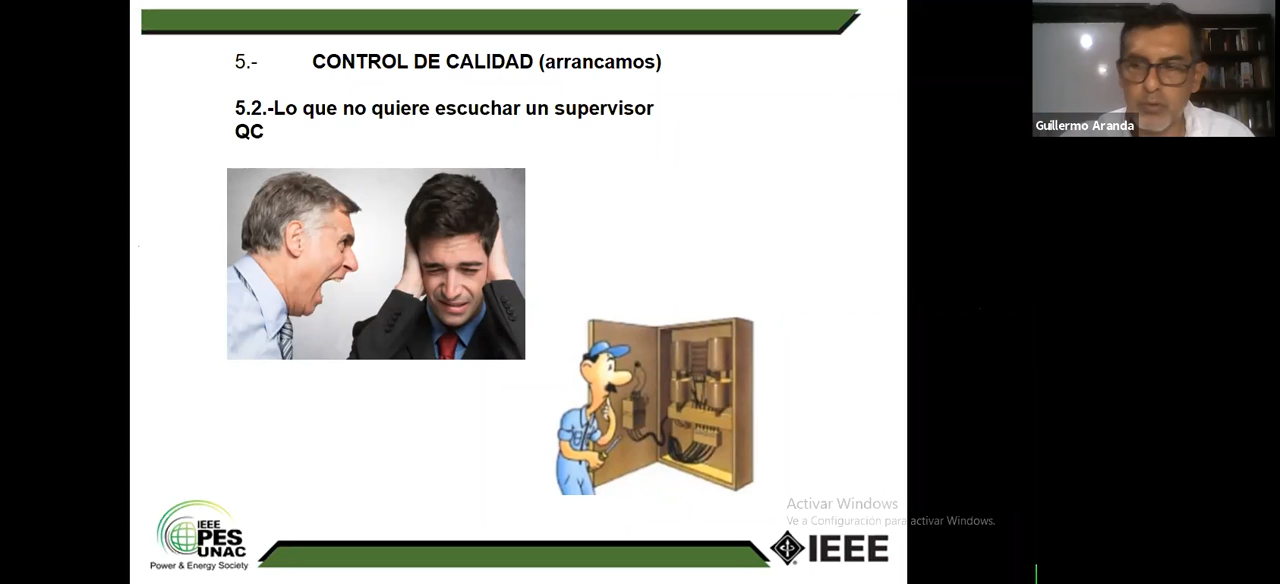 5.- CONTROL DE CALIDAD (arrancamos)
5.2.-Lo que no quiere escuchar un supervisor
QC
Guillermo Aranda
Activar Windows
Ve a Configuración para activar Windows.
IEEE
PES
UNAC
Power & Energy Society
IEEE